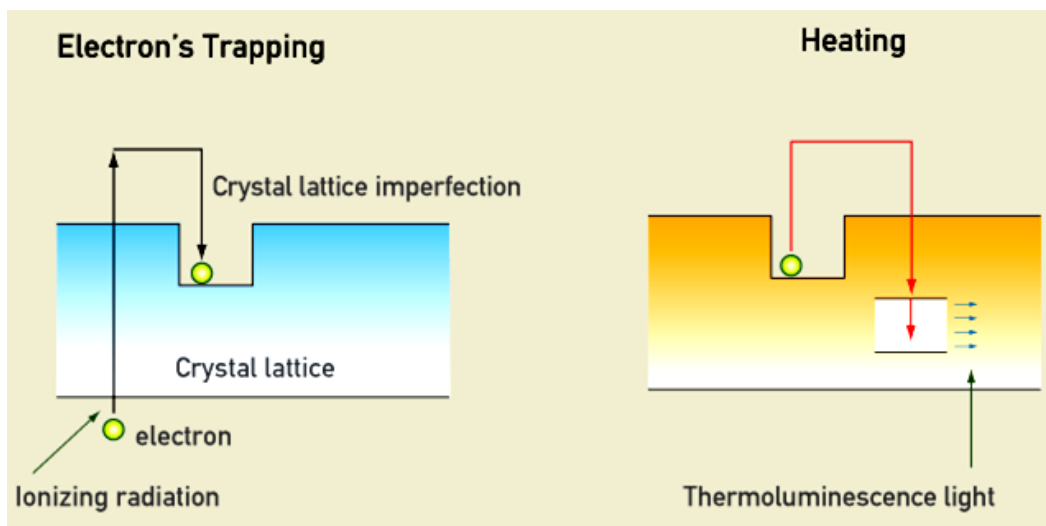 Electron's Trapping
Heating
Crystal lattice imperfection
Crystal lattice
electron
Ionizing radiation
Thermoluminescence light